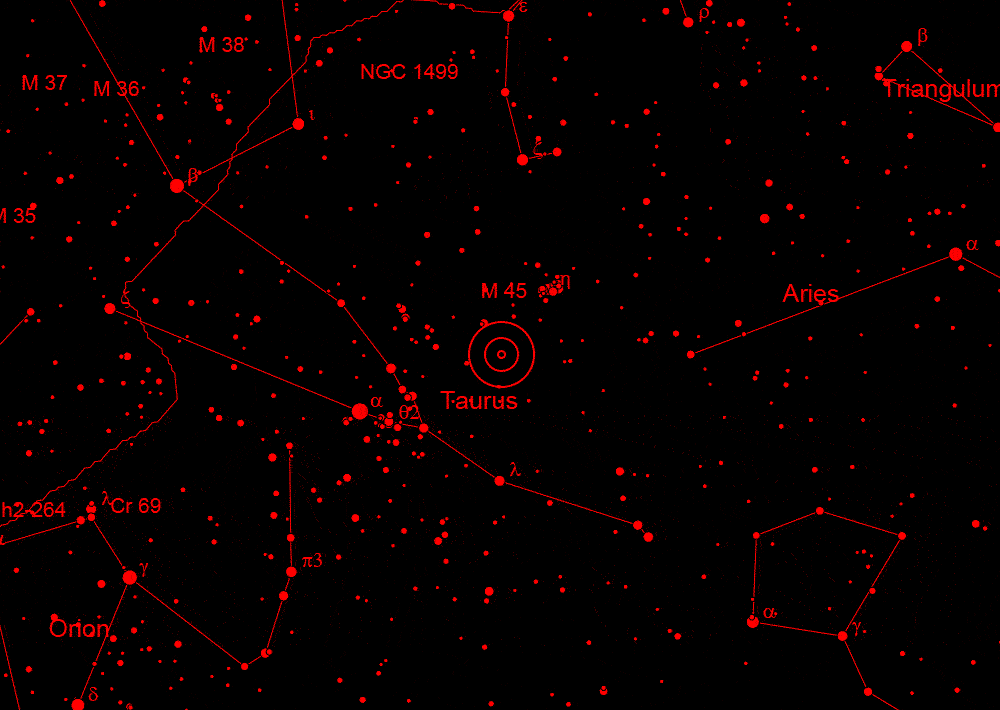 ε
ρ
β
M 38
NGC 1499
M 37
M 36
Triangulum
ι
ξ
β
M 35
α
η
M 45
Aries
ζ
α
θ2
Taurus
λ
h2-264
λ
Cr 69
π3
γ
α
γ
Orion
δ